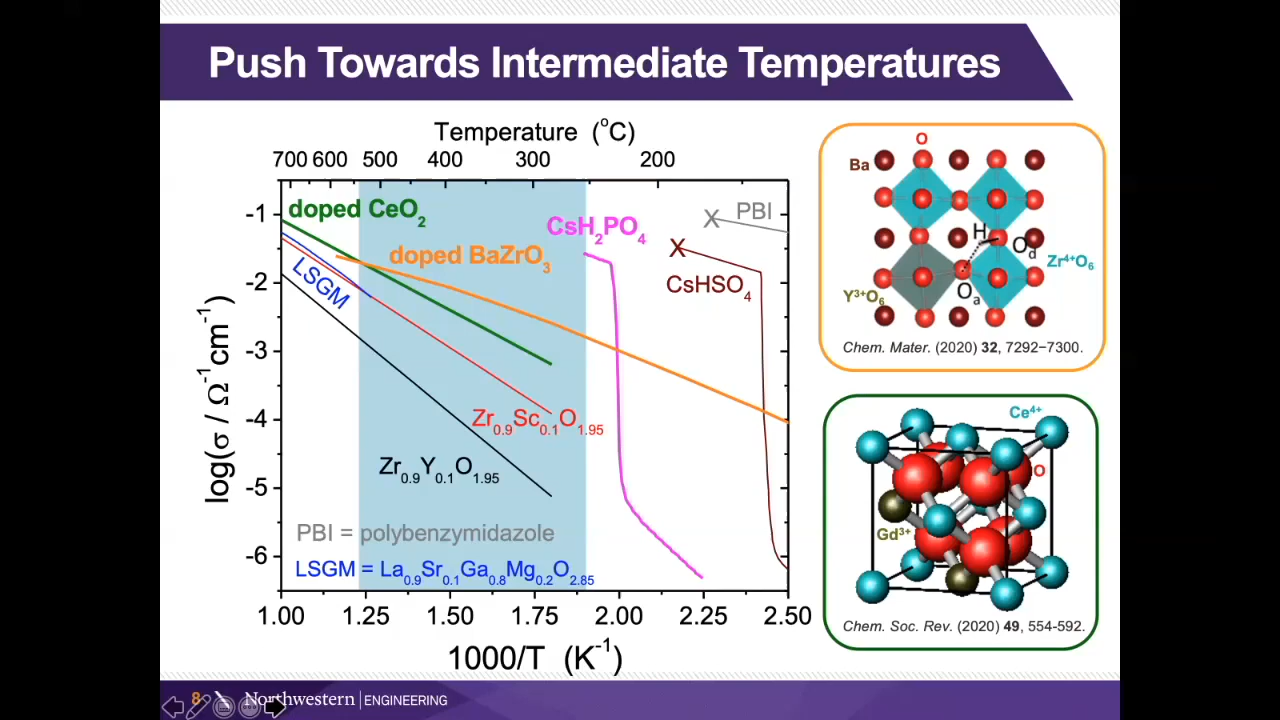 Push Towards Intermediate Temperatures
Temperature (°C)
700 600 500 400 300 200
-1
-2
-3
-4
-5
-6
log(σ / Ω⁻¹cm⁻¹)
doped CeO₂
doped BaZrO₃
LSGM
CsH₂PO₄
X PBI
X
CsHSO₄
Zr₀.₉Sc₀.₁O₁.₉₅
Zr₀.₉Y₀.₁O₁.₉₅
PBI = polybenzymidazole
LSGM = La₀.₉Sr₀.₁Ga₀.₈Mg₀.₂O₂.₈₅
1.00 1.25 1.50 1.75 2.00 2.25 2.50
1000/T (K⁻¹)
O
Ba
H
O_d
Zr⁴⁺O₆
Y³⁺O₆
Oₐ
Chem. Mater. (2020) 32, 7292−7300.
Ce⁴⁺
O
Gd³⁺
Chem. Soc. Rev. (2020) 49, 554-592.
8
Northwestern | ENGINEERING